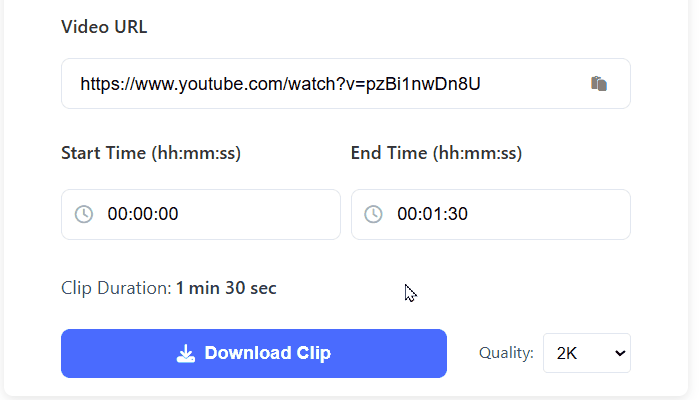 Video URL
https://www.youtube.com/watch?v=pzBi1nwDn8U
Start Time (hh:mm:ss) End Time (hh:mm:ss)
00:00:00 00:01:30
Clip Duration: 1 min 30 sec
Download Clip Quality: 2K